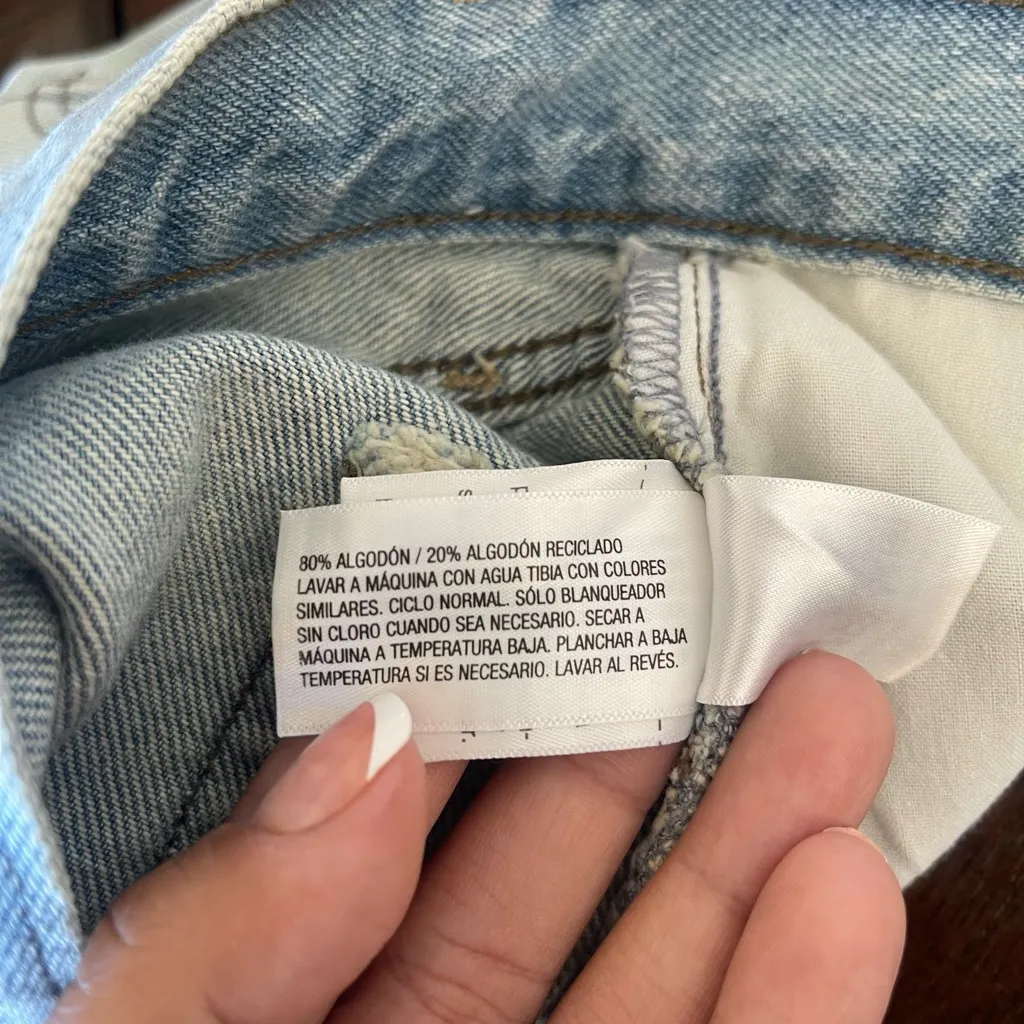 80% ALGODÓN / 20% ALGODÓN RECICLADO
LAVAR A MÁQUINA CON AGUA TIBIA CON COLORES
SIMILARES. CICLO NORMAL. SÓLO BLANQUEADOR
SIN CLORO CUANDO SEA NECESARIO. SECAR A
MÁQUINA A TEMPERATURA BAJA. PLANCHAR A BAJA
TEMPERATURA SI ES NECESARIO. LAVAR AL REVÉS.